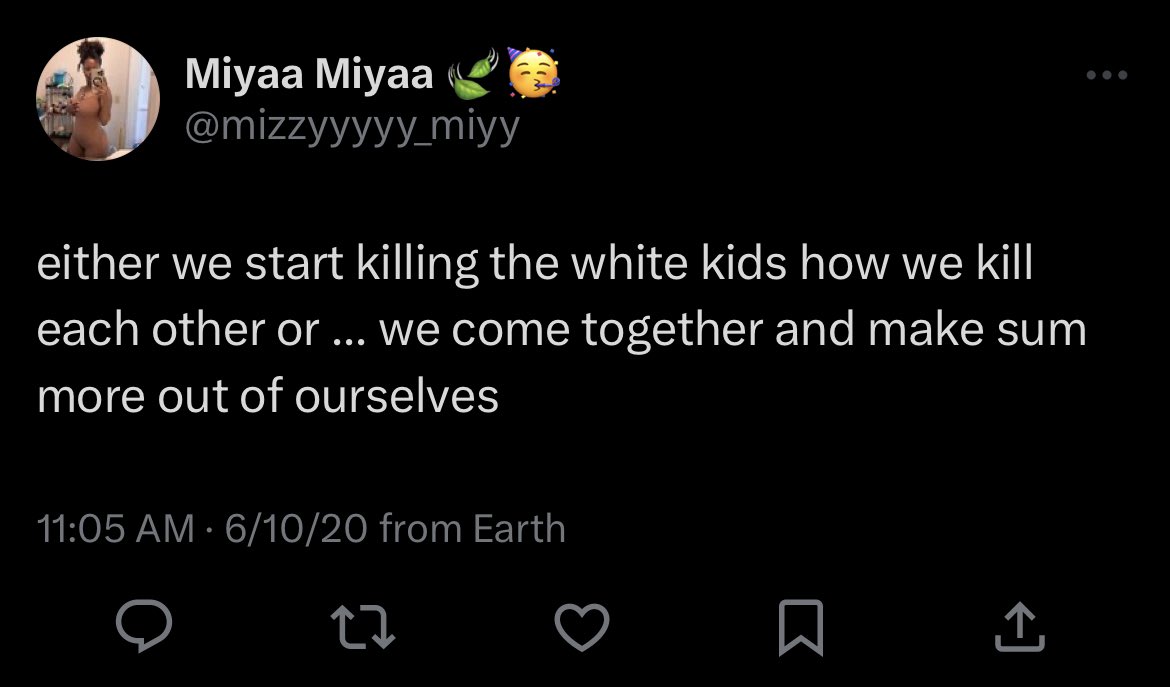 Miyaa Miyaa 🍃🥳
@mizzyyyyy_miyy
either we start killing the white kids how we kill
each other or ... we come together and make sum
more out of ourselves
11:05 AM · 6/10/20 from Earth